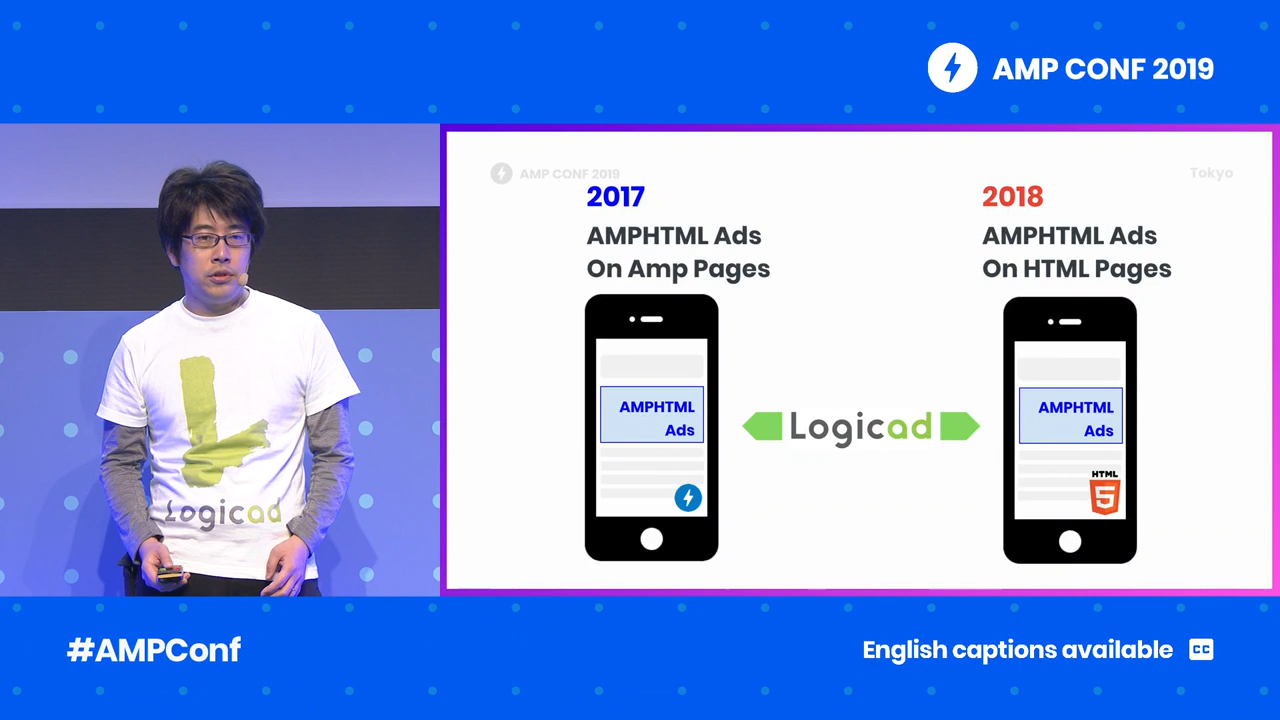 AMP CONF 2019
AMP CONF 2019
Tokyo
2017
AMPHTML Ads
On Amp Pages
2018
AMPHTML Ads
On HTML Pages
AMPHTML
Ads
Logicad
AMPHTML
Ads
HTML
5
Logicad
#AMPConf
English captions available
CC